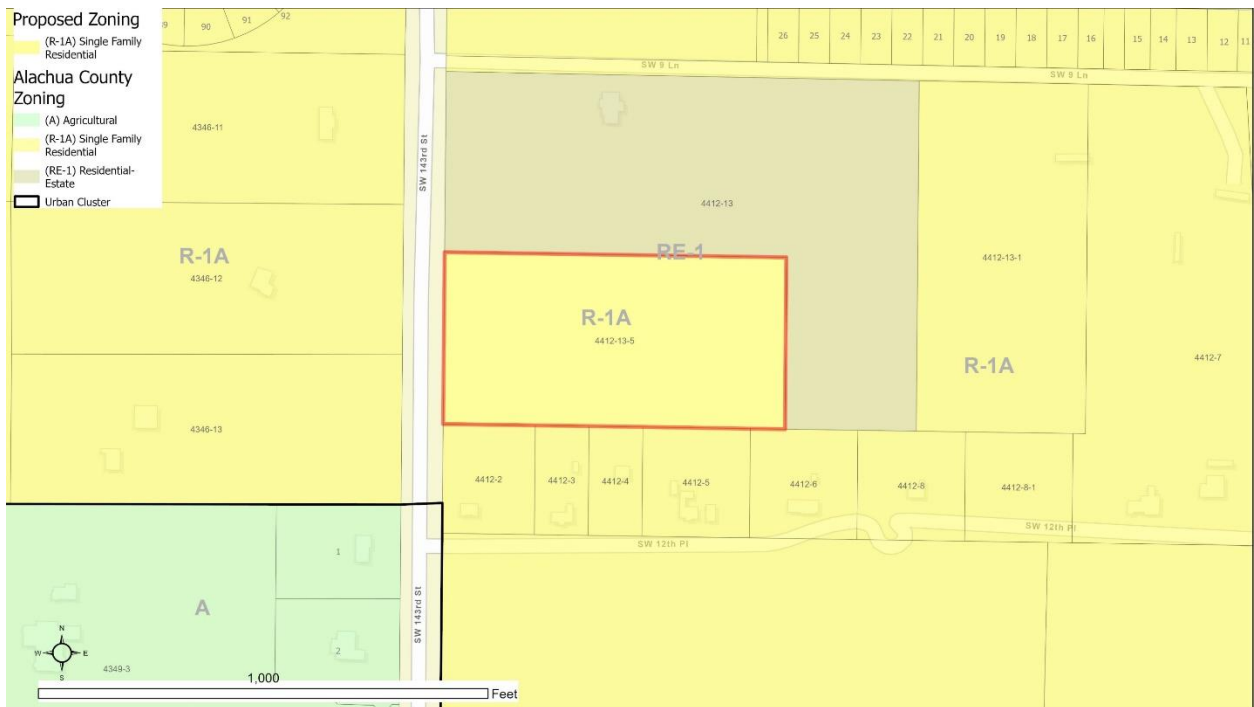 Proposed Zoning
(R-1A) Single Family
Residential
Alachua County
Zoning
(A) Agricultural
(R-1A) Single Family
Residential
(RE-1) Residential-
Estate
Urban Cluster
90
91
92
26
25
24
23
22
21
20
19
18
17
16
15
14
13
12
11
SW 9 Ln
SW 9 Ln
4346-11
SW 143rd St
4412-13
RE-1
R-1A
4346-12
4412-13-1
R-1A
4412-13-5
4412-7
R-1A
4346-13
4412-2
4412-3
4412-4
4412-5
4412-6
4412-8
4412-8-1
SW 12th Pl
SW 12th Pl
1
A
SW 143rd St
2
N
W
E
S
4349-3
1,000
Feet